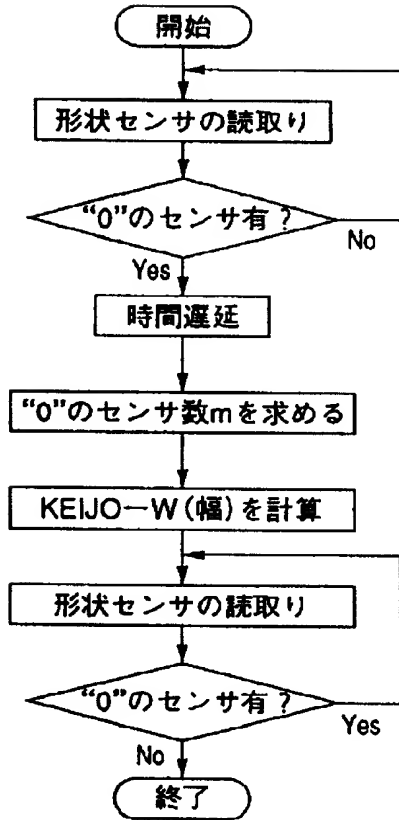 開始
形状センサの読取り
“0”のセンサ有?
No
Yes
時間遅延
“0”のセンサ数mを求める
KEIJO－W(幅)を計算
形状センサの読取り
“0”のセンサ有?
Yes
No
終了